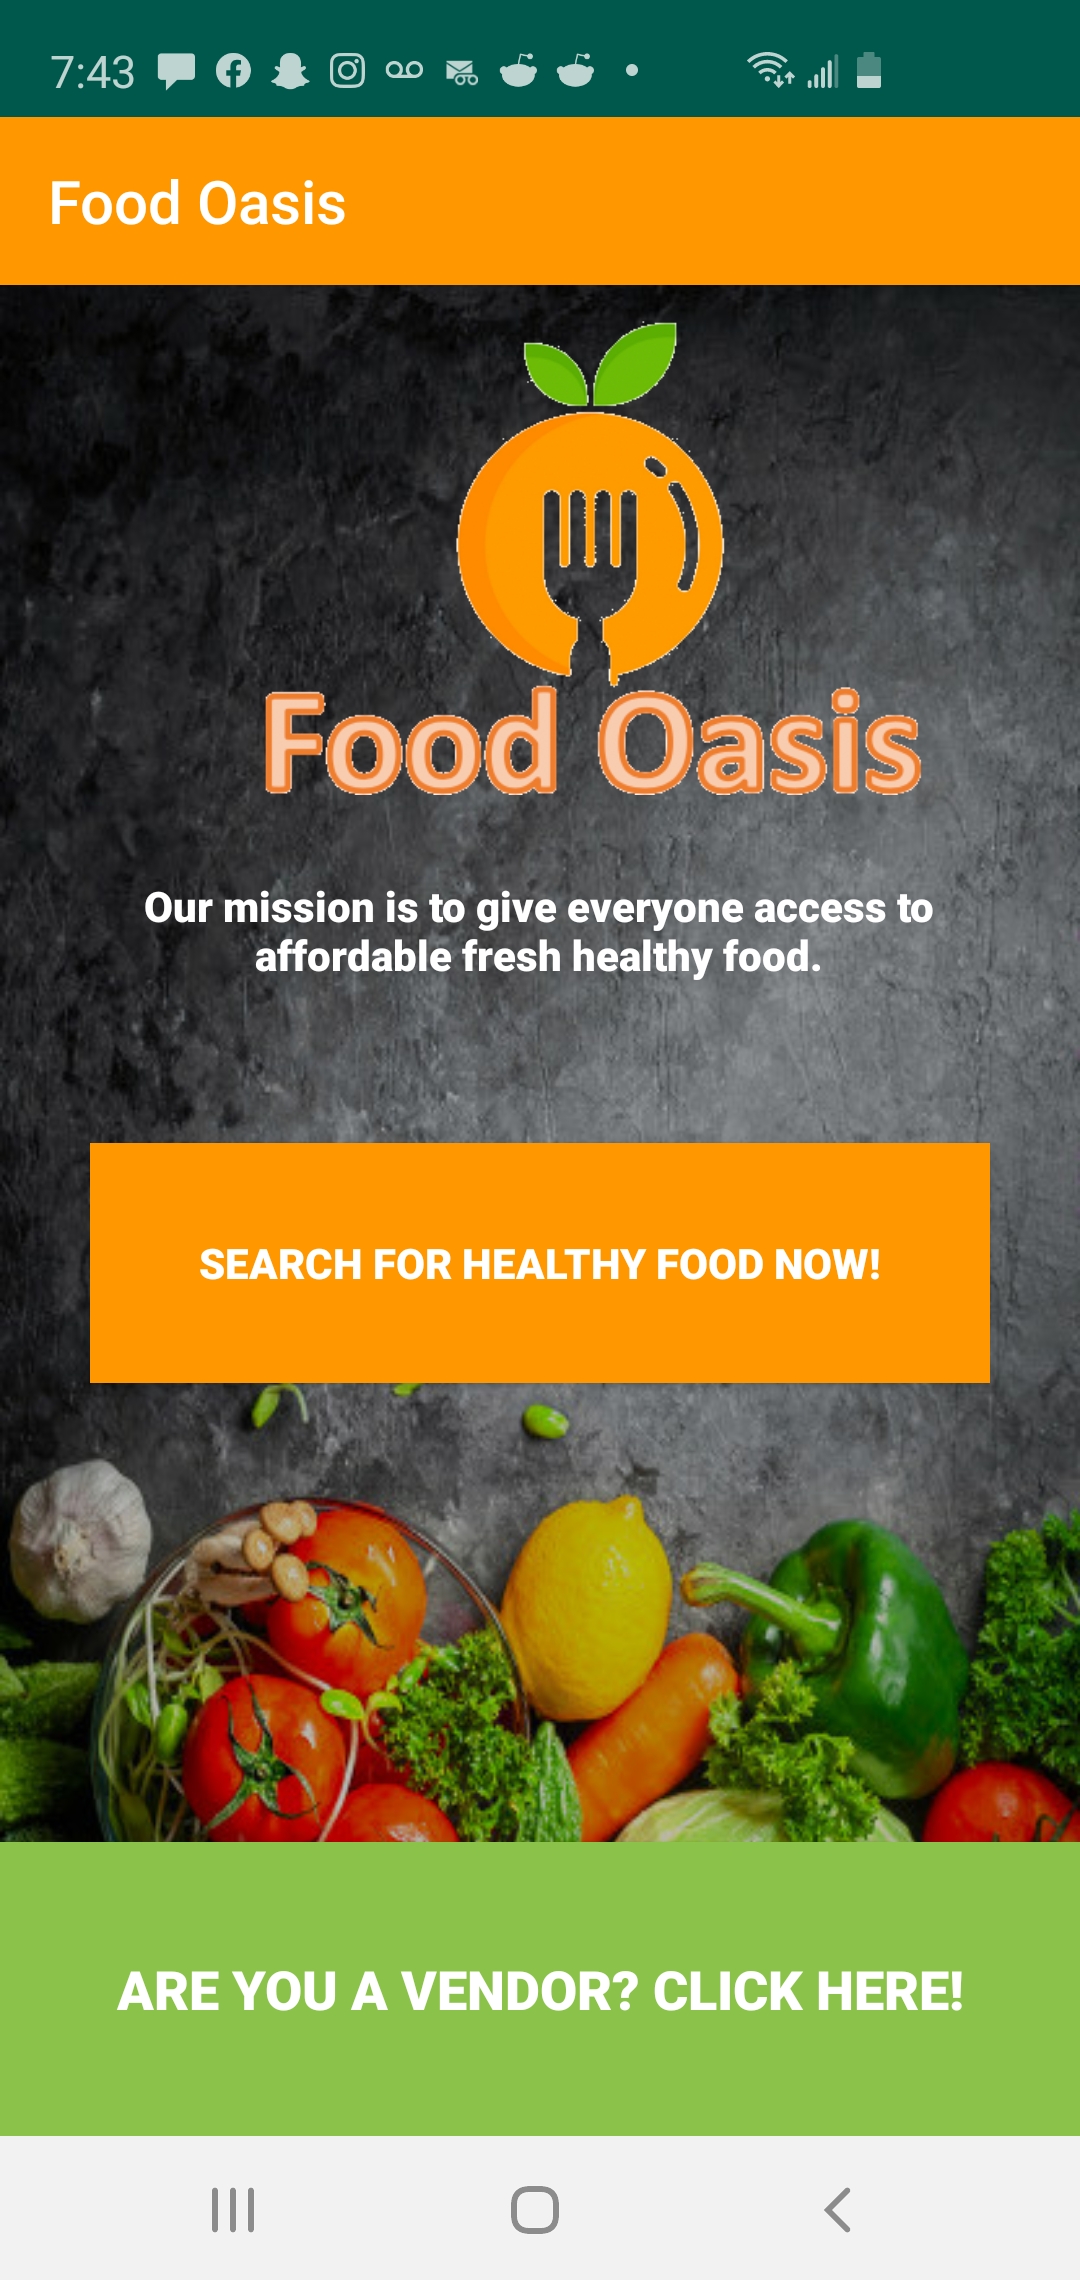 7:43
Food Oasis
Food Oasis
Our mission is to give everyone access to
affordable fresh healthy food.
SEARCH FOR HEALTHY FOOD NOW!
ARE YOU A VENDOR? CLICK HERE!